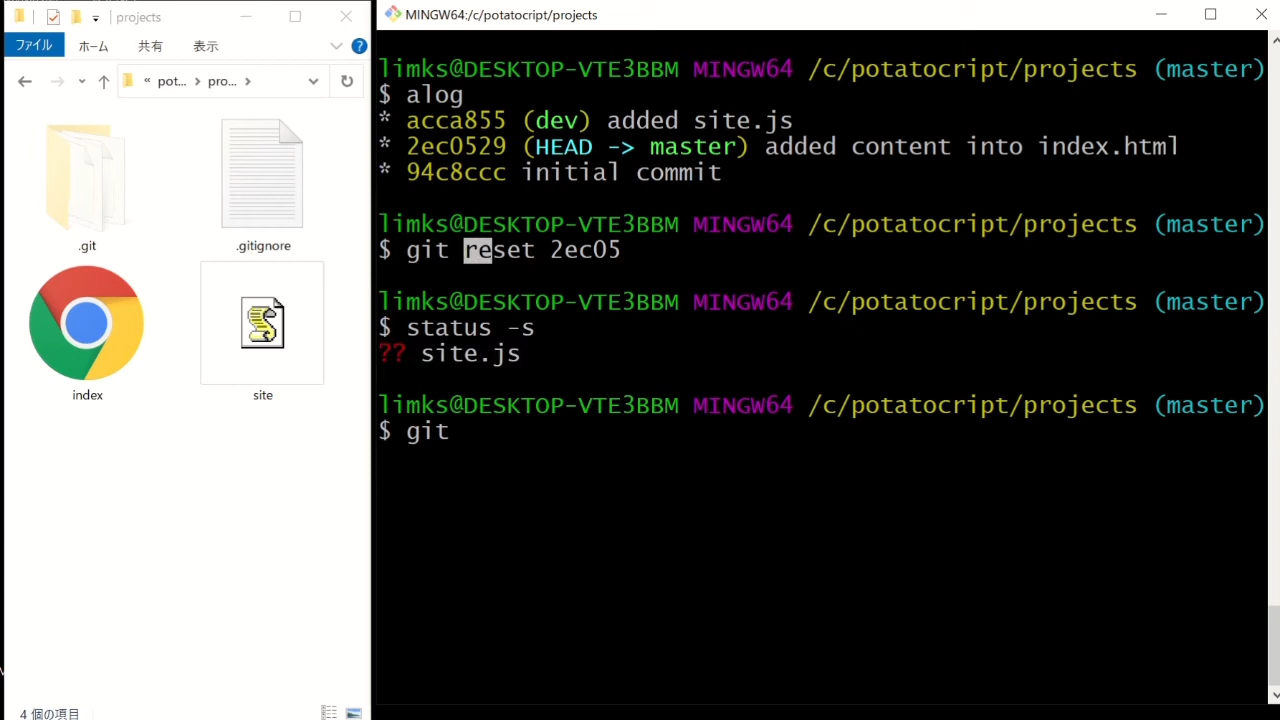 projects
ファイル ホーム 共有 表示
« pot... pro...
.git
.gitignore
index
site
4 個の項目
MINGW64:/c/potatocript/projects
limks@DESKTOP-VTE3BBM MINGW64 /c/potatocript/projects (master)
$ alog
* acca855 (dev) added site.js
* 2ec0529 (HEAD -> master) added content into index.html
* 94c8ccc initial commit
limks@DESKTOP-VTE3BBM MINGW64 /c/potatocript/projects (master)
$ git reset 2ec05
limks@DESKTOP-VTE3BBM MINGW64 /c/potatocript/projects (master)
$ status -s
?? site.js
limks@DESKTOP-VTE3BBM MINGW64 /c/potatocript/projects (master)
$ git